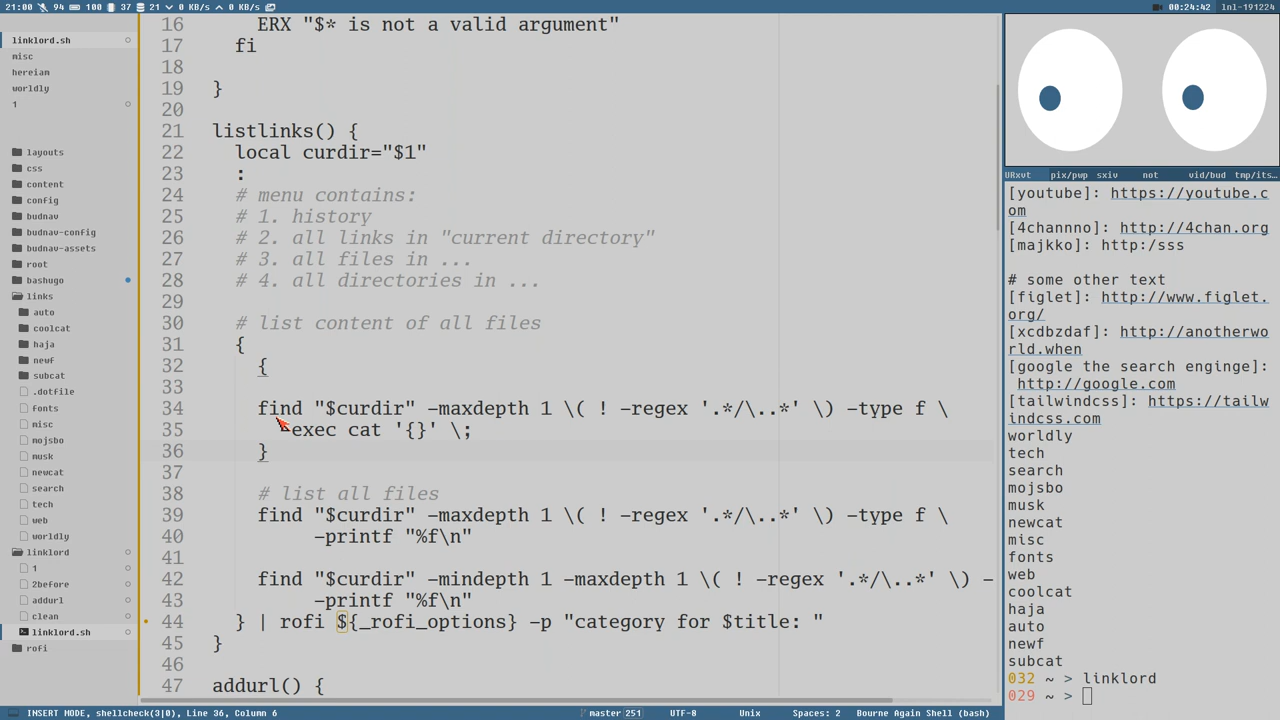 21:00 94 100 37 21 0 KB/s 0 KB/s
00:24:42 lnl-191224
linklord.sh
misc
hereiam
worldly
1
layouts
css
content
config
budnav
budnav-config
budnav-assets
root
bashugo
links
auto
coolcat
haja
newf
subcat
.dotfile
fonts
misc
mojsbo
musk
newcat
search
tech
web
worldly
linklord
1
2before
addurl
clean
linklord.sh
rofi
16 ERX "$* is not a valid argument"
17 fi
18
19 }
20
21 listlinks() {
22 local curdir="$1"
23 :
24 # menu contains:
25 # 1. history
26 # 2. all links in "current directory"
27 # 3. all files in ...
28 # 4. all directories in ...
29
30 # list content of all files
31 {
32 {
33
34 find "$curdir" -maxdepth 1 \( ! -regex '.*/\..*' \) -type f \
35 -exec cat '{}' \;
36 }
37
38 # list all files
39 find "$curdir" -maxdepth 1 \( ! -regex '.*/\..*' \) -type f \
40 -printf "%f\n"
41
42 find "$curdir" -mindepth 1 -maxdepth 1 \( ! -regex '.*/\..*' \) -
43 -printf "%f\n"
44 } | rofi ${_rofi_options} -p "category for $title: "
45 }
46
47 addurl() {
URxvt pix/pwp sxiv not vid/bud tmp/its…
[youtube]: https://youtube.c
om
[4channno]: http://4chan.org
[majkko]: http:/sss
# some other text
[figlet]: http://www.figlet.
org/
[xcdbzdaf]: http://anotherwo
rld.when
[google the search enginge]:
http://google.com
[tailwindcss]: https://tailw
indcss.com
worldly
tech
search
mojsbo
musk
newcat
misc
fonts
web
coolcat
haja
auto
newf
subcat
032 ~ > linklord
029 ~ >
INSERT MODE, shellcheck(3|0), Line 36, Column 6
master 251 UTF-8 Unix Spaces: 2 Bourne Again Shell (bash)